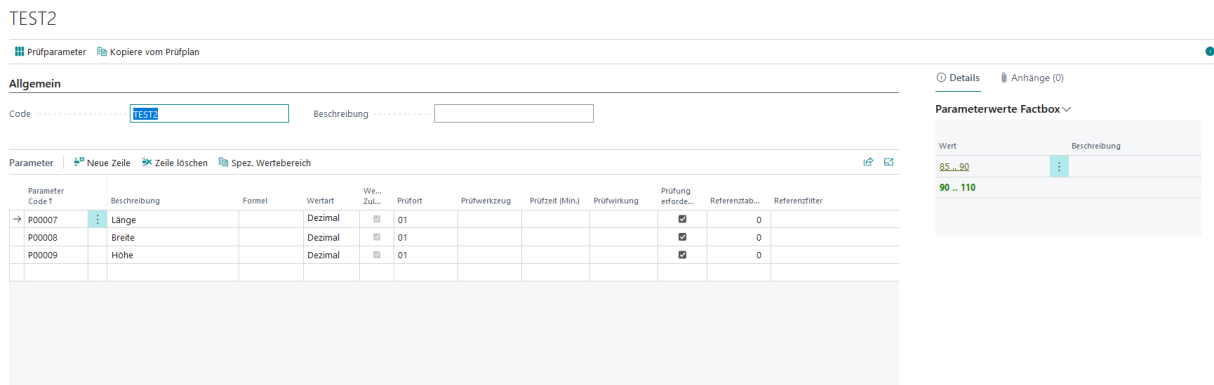 TEST2
Prüfparameter Kopiere vom Prüfplan
Allgemein
Code TEST2 Beschreibung
Parameter Neue Zeile Zeile löschen Spez. Wertebereich
Parameter Code↑ Beschreibung Formel Wertart We... Zul... Prüfort Prüfwerkzeug Prüfzeit (Min.) Prüfwirkung Prüfung erforde... Referenztab... Referenzfilter
P00007 Länge Dezimal 01 0
P00008 Breite Dezimal 01 0
P00009 Höhe Dezimal 01 0
Details Anhänge (0)
Parameterwerte Factbox
Wert Beschreibung
85 .. 90
90 .. 110